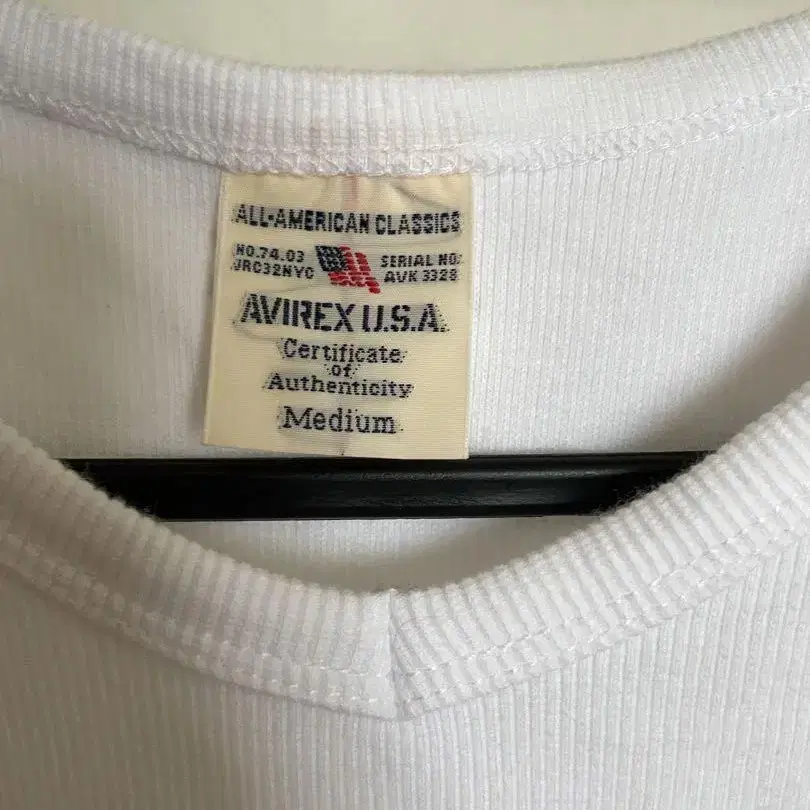 ALL-AMERICAN CLASSICS
NO.74.03 SERIAL NO:
JRC32NYC AVK 3328
AVIREX U.S.A.
Certificate
of
Authenticity
Medium